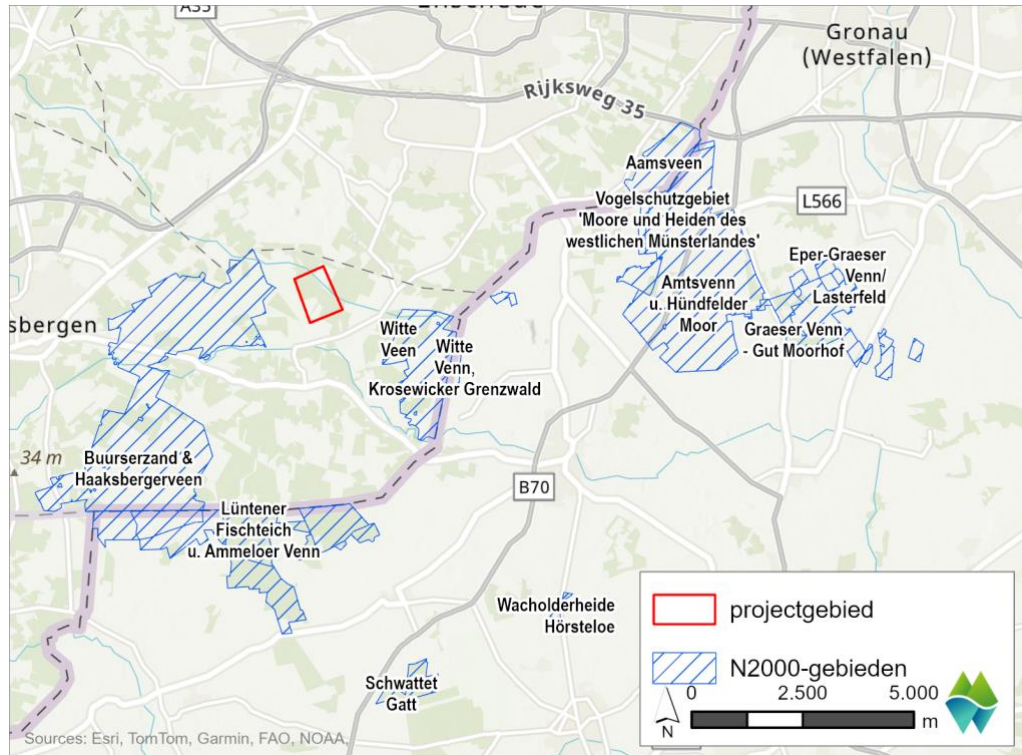 A35
Enschede
Gronau
(Westfalen)
Rijksweg 35
Aamsveen
Vogelschutzgebiet
'Moore und Heiden des
westlichen Münsterlandes'
L566
Eper-Graeser
Venn/
Lasterfeld
Amtsvenn
u. Hündfelder
Moor
Graeser Venn
- Gut Moorhof
sbergen
Witte
Veen
Witte
Venn,
Krosewicker Grenzwald
34 m
Buurserzand &
Haaksbergerveen
B70
Lüntener
Fischteich
u. Ammeloer Venn
Wacholderheide
Hörsteloe
Schwattet
Gatt
projectgebied
N2000-gebieden
0 2.500 5.000
m
N
Sources: Esri, TomTom, Garmin, FAO, NOAA,